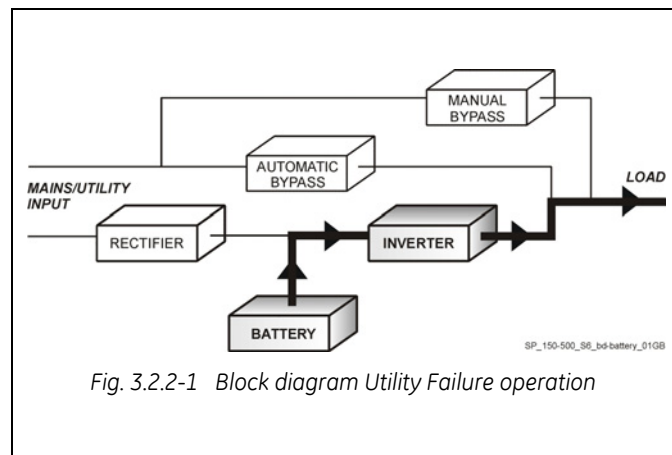 MANUAL
BYPASS
AUTOMATIC
BYPASS
LOAD
MAINS/UTILITY
INPUT
RECTIFIER
INVERTER
BATTERY
SP_150-500_S6_bd-battery_01GB
Fig. 3.2.2-1 Block diagram Utility Failure operation